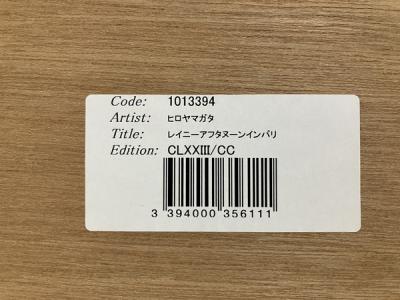 Code: 1013394
Artist: ヒロヤマガタ
Title: レイニーアフタヌーンインパリ
Edition: CLXXIII/CC
3 394000 356111